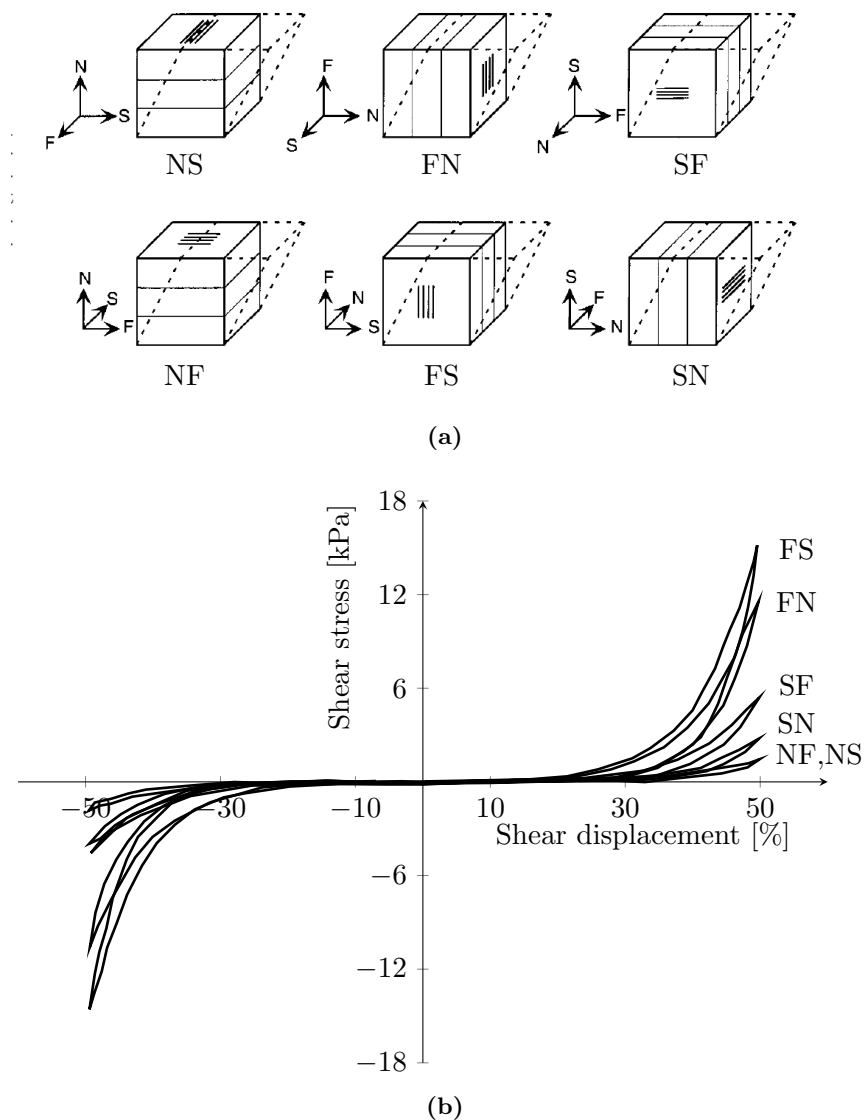 N
S
F
NS
F
N
S
FN
S
F
N
SF
N
S
F
NF
F
N
S
FS
S
F
N
SN
(a)
Shear stress [kPa]
18
12
6
−6
−12
−18
FS
FN
SF
SN
NF,NS
−50 −30 −10 10 30 50
Shear displacement [%]
(b)